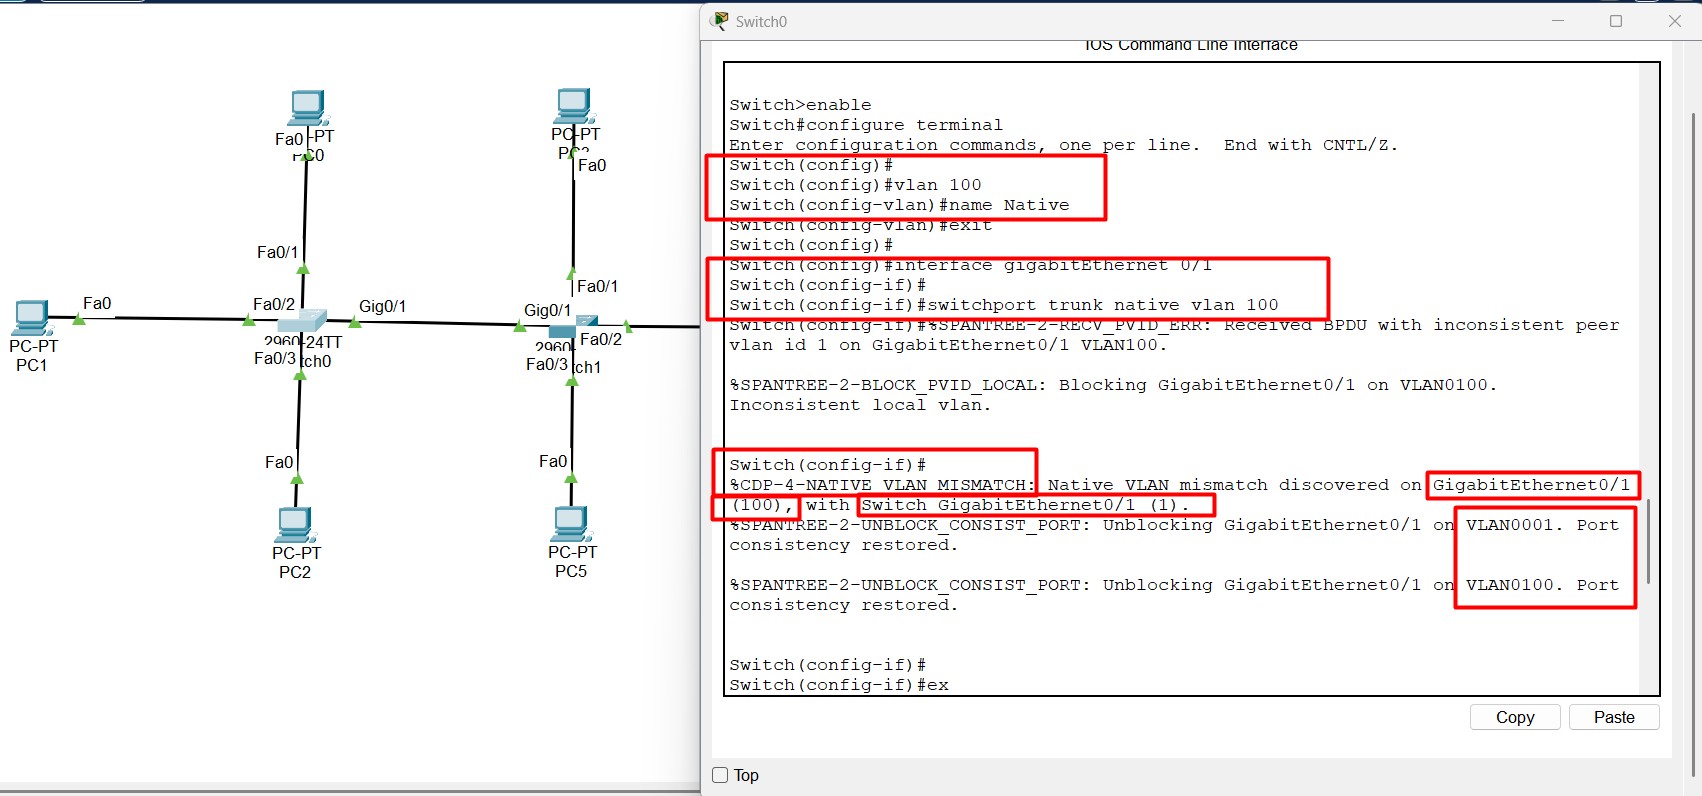 Switch0
IOS Command Line Interface
Switch>enable
Switch#configure terminal
Enter configuration commands, one per line.  End with CNTL/Z.
Switch(config)#
Switch(config)#vlan 100
Switch(config-vlan)#name Native
Switch(config-vlan)#exit
Switch(config)#
Switch(config)#interface gigabitEthernet 0/1
Switch(config-if)#
Switch(config-if)#switchport trunk native vlan 100
Switch(config-if)#%SPANTREE-2-RECV_PVID_ERR: Received BPDU with inconsistent peer
vlan id 1 on GigabitEthernet0/1 VLAN100.
%SPANTREE-2-BLOCK_PVID_LOCAL: Blocking GigabitEthernet0/1 on VLAN0100.
Inconsistent local vlan.
Switch(config-if)#
%CDP-4-NATIVE_VLAN_MISMATCH: Native VLAN mismatch discovered on GigabitEthernet0/1
(100), with Switch GigabitEthernet0/1 (1).
%SPANTREE-2-UNBLOCK_CONSIST_PORT: Unblocking GigabitEthernet0/1 on VLAN0001. Port
consistency restored.
%SPANTREE-2-UNBLOCK_CONSIST_PORT: Unblocking GigabitEthernet0/1 on VLAN0100. Port
consistency restored.
Switch(config-if)#
Switch(config-if)#ex
Copy
Paste
Top
Fa0 -PT
PC0
PC-PT
Fa0
Fa0/1
Fa0/1
Fa0
Fa0/2
Gig0/1
Gig0/1
PC-PT
PC1
2960-24TT
Fa0/3 tch0
2960-
Fa0/2
Fa0/3 tch1
Fa0
Fa0
PC-PT
PC2
PC-PT
PC5